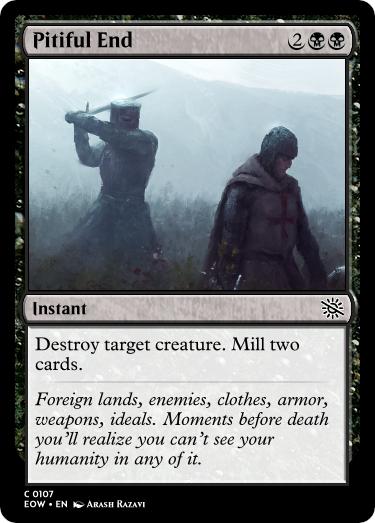 Pitiful End 2
Instant
Destroy target creature. Mill two
cards.
Foreign lands, enemies, clothes, armor,
weapons, ideals. Moments before death
you'll realize you can't see your
humanity in any of it.
C 0107
EOW • EN Arash Razavi